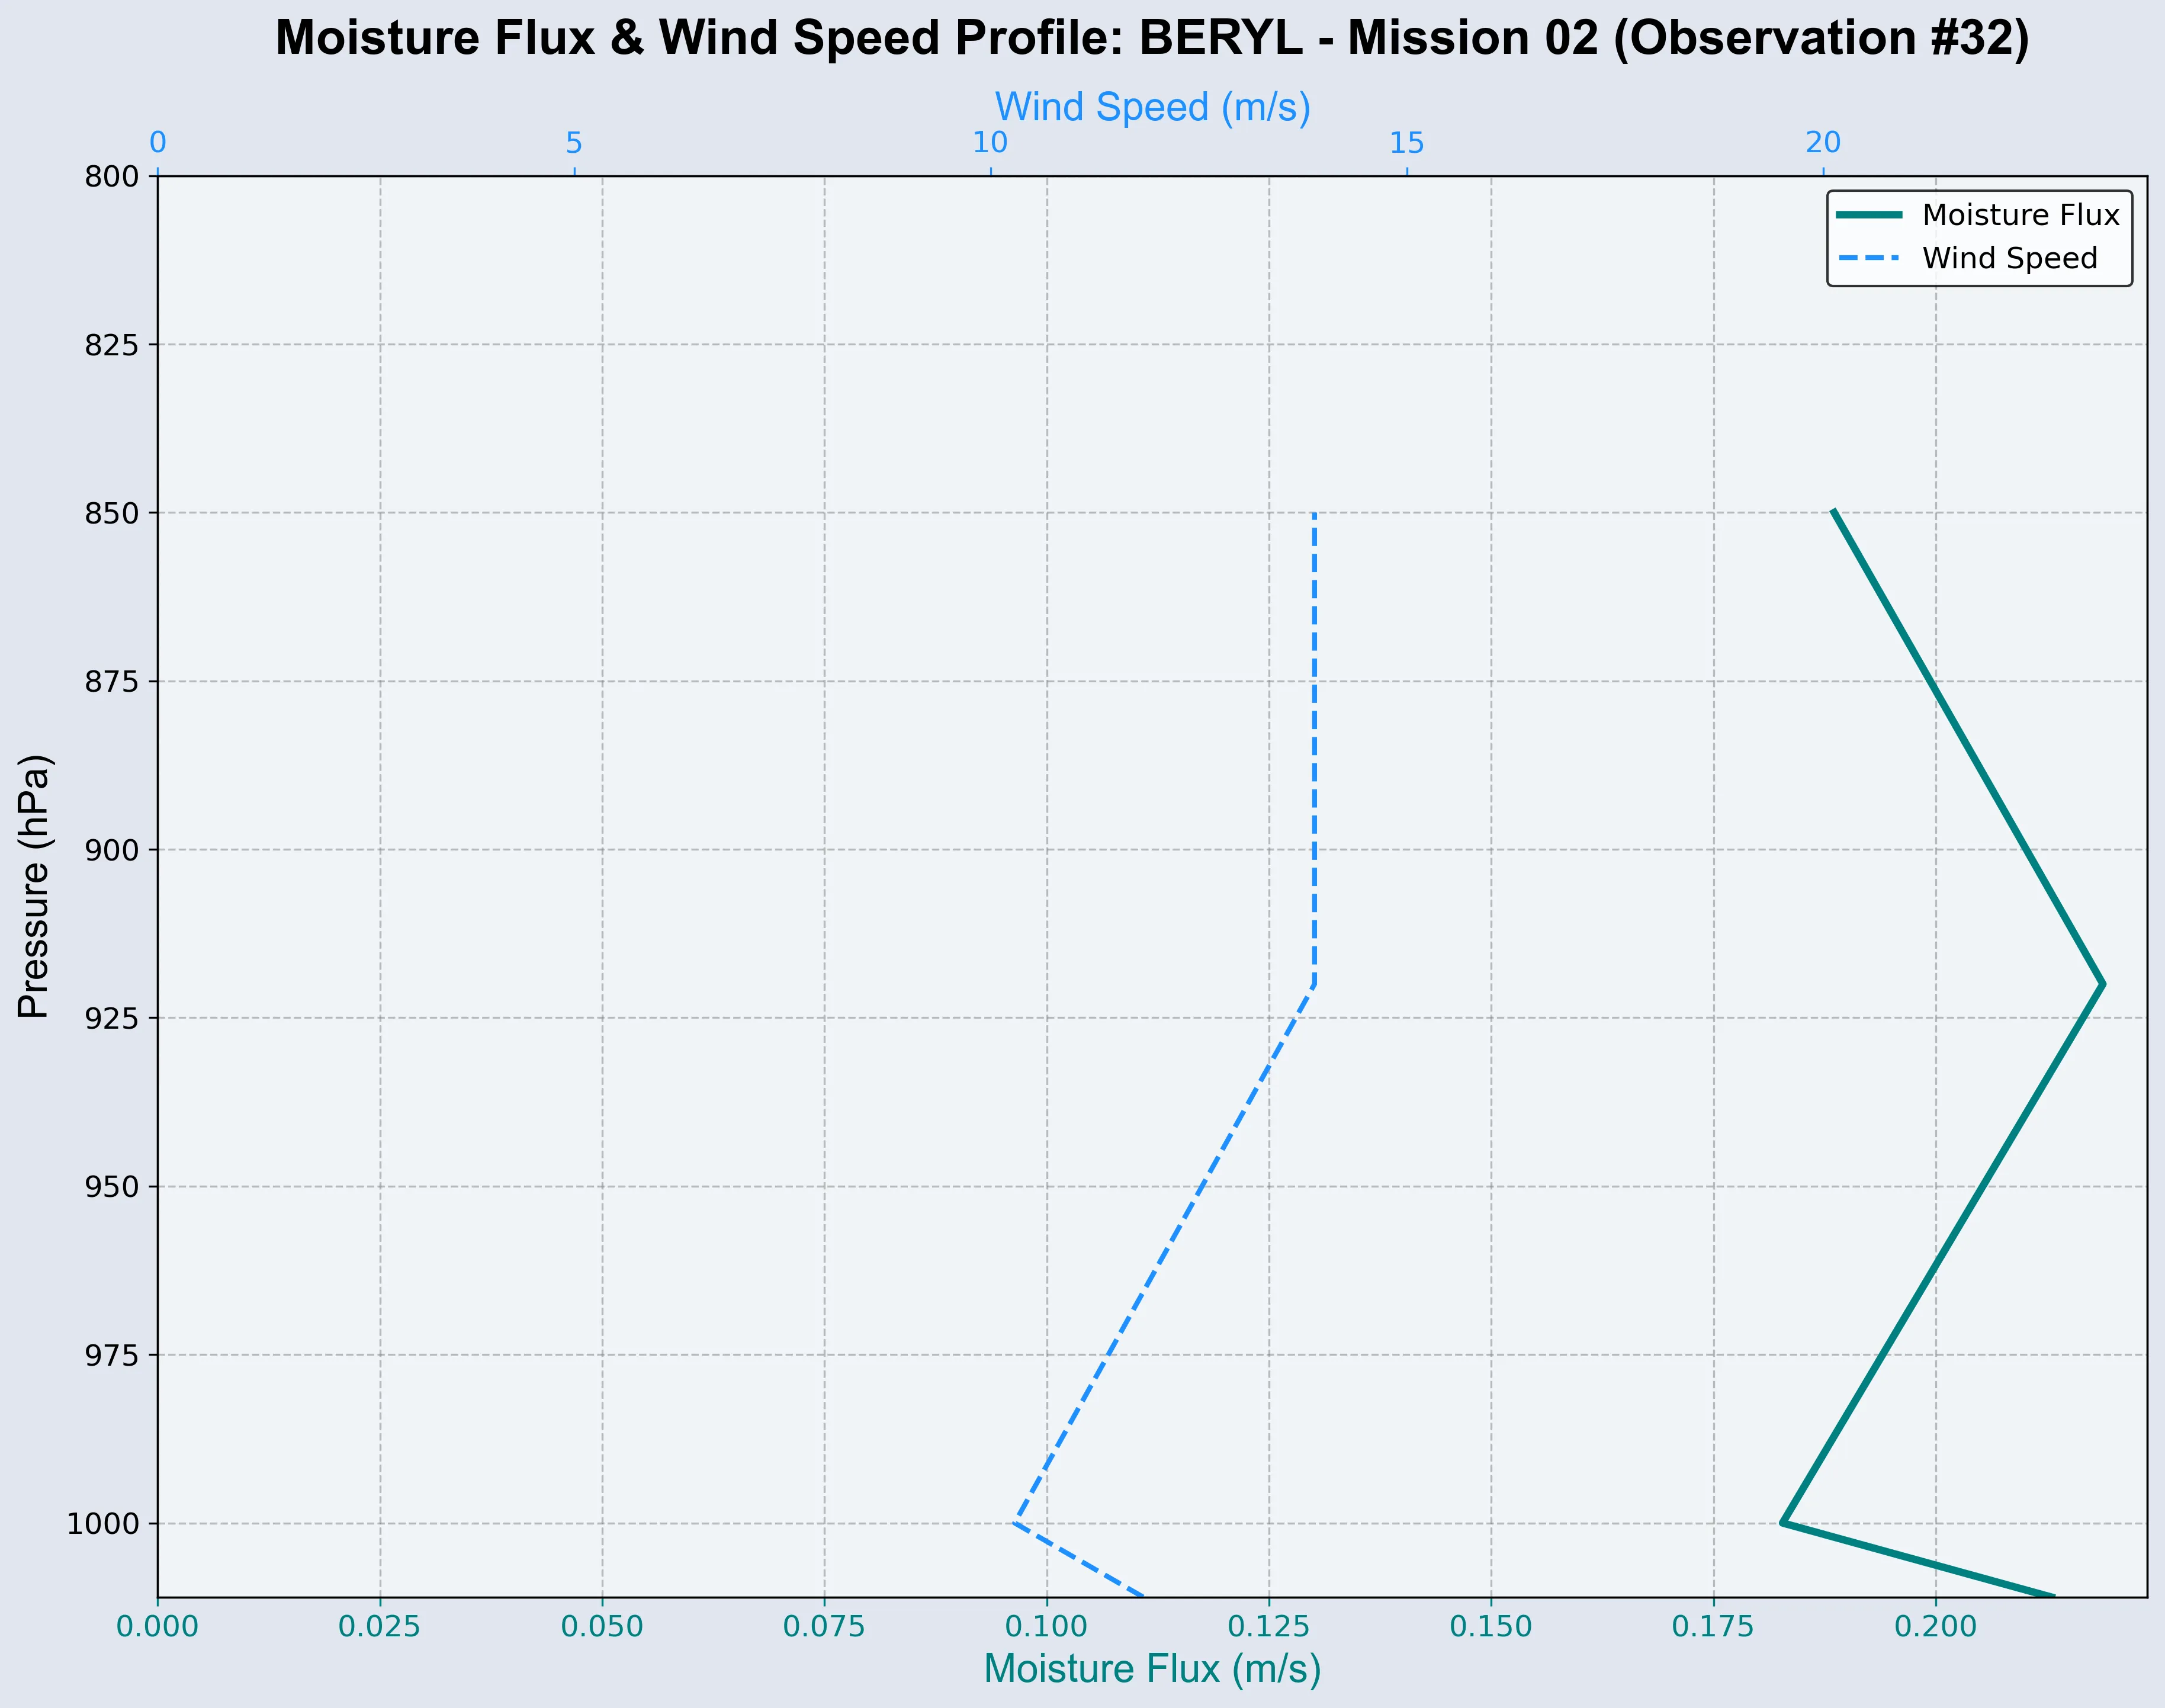 Moisture Flux & Wind Speed Profile: BERYL - Mission 02 (Observation #32)
Wind Speed (m/s)
0 5 10 15 20
Moisture Flux
Wind Speed
Pressure (hPa)
800
825
850
875
900
925
950
975
1000
0.000 0.025 0.050 0.075 0.100 0.125 0.150 0.175 0.200
Moisture Flux (m/s)